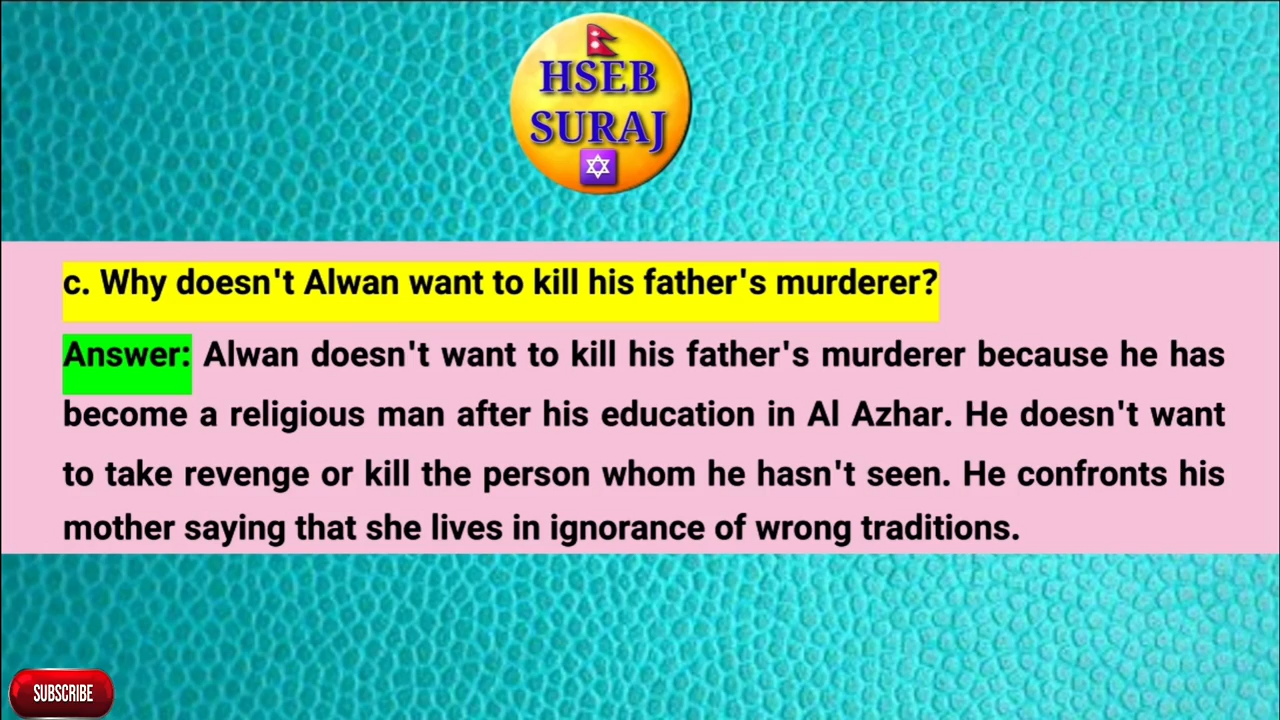 HSEB
SURAJ
c. Why doesn't Alwan want to kill his father's murderer?
Answer: Alwan doesn't want to kill his father's murderer because he has
become a religious man after his education in Al Azhar. He doesn't want
to take revenge or kill the person whom he hasn't seen. He confronts his
mother saying that she lives in ignorance of wrong traditions.
SUBSCRIBE